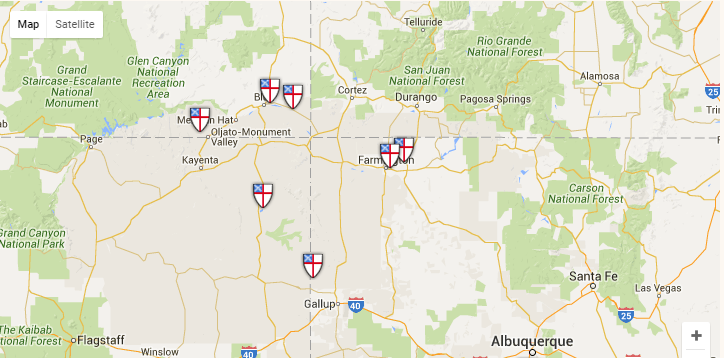 Map
Satellite
Telluride
Rio Grande
National Forest
Glen Canyon
National
Recreation
Area
Grand
Staircase-Escalante
National
Monument
San Juan
National Forest
Alamosa
Cortez
Durango
Pagosa Springs
25
Trin
Bl
Me
n Hat
Oljato-Monument
Valley
Page
Kayenta
Farm
ton
Carson
National Forest
Grand Canyon
National Park
Santa Fe
Las Vegas
Gallup
40
25
The Kaibab
National Forest
Flagstaff
Winslow
40
Albuquerque
+